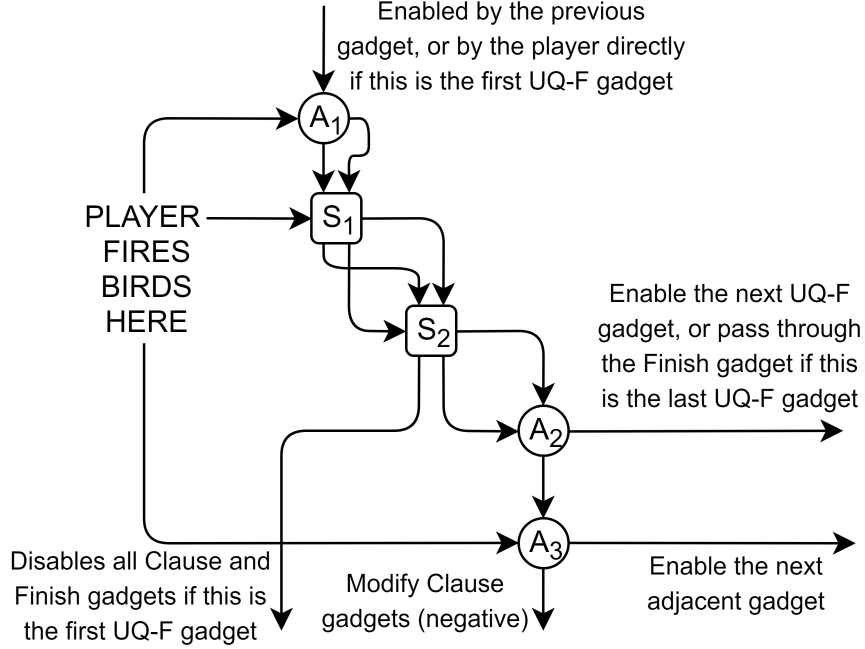 Enabled by the previous
gadget, or by the player directly
if this is the first UQ-F gadget
A1
PLAYER
FIRES
BIRDS
HERE
S1
S2
Enable the next UQ-F
gadget, or pass through
the Finish gadget if this
is the last UQ-F gadget
A2
A3
Disables all Clause and
Finish gadgets if this is
the first UQ-F gadget
Modify Clause
gadgets (negative)
Enable the next
adjacent gadget